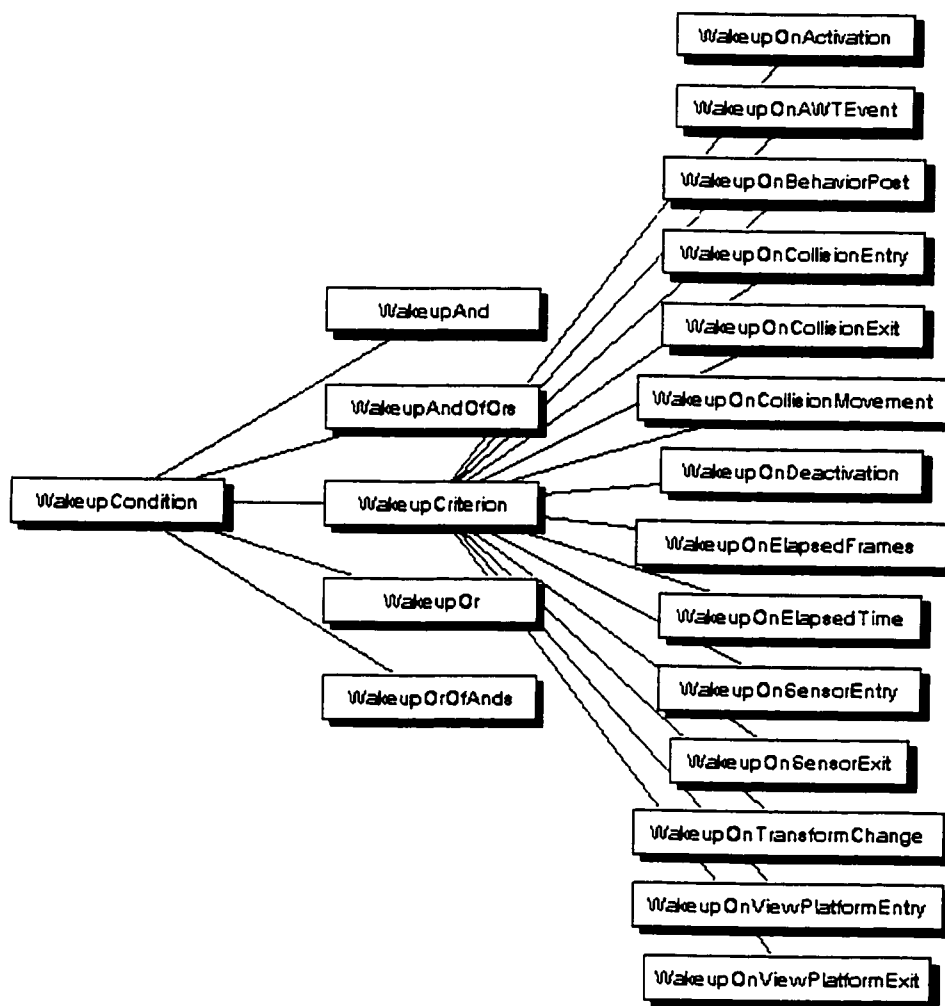 WakeupOnActivation
WakeupOnAWTEvent
WakeupOnBehaviorPost
WakeupOnCollisionEntry
WakeupAnd
WakeupOnCollisionExit
WakeupAndOfOrs
WakeupOnCollisionMovement
WakeupOnDeactivation
WakeupCondition
WakeupCriterion
WakeupOnElapsedFrames
WakeupOr
WakeupOnElapsedTime
WakeupOrOfAnds
WakeupOnSensorEntry
WakeupOnSensorExit
WakeupOnTransformChange
WakeupOnViewPlatformEntry
WakeupOnViewPlatformExit